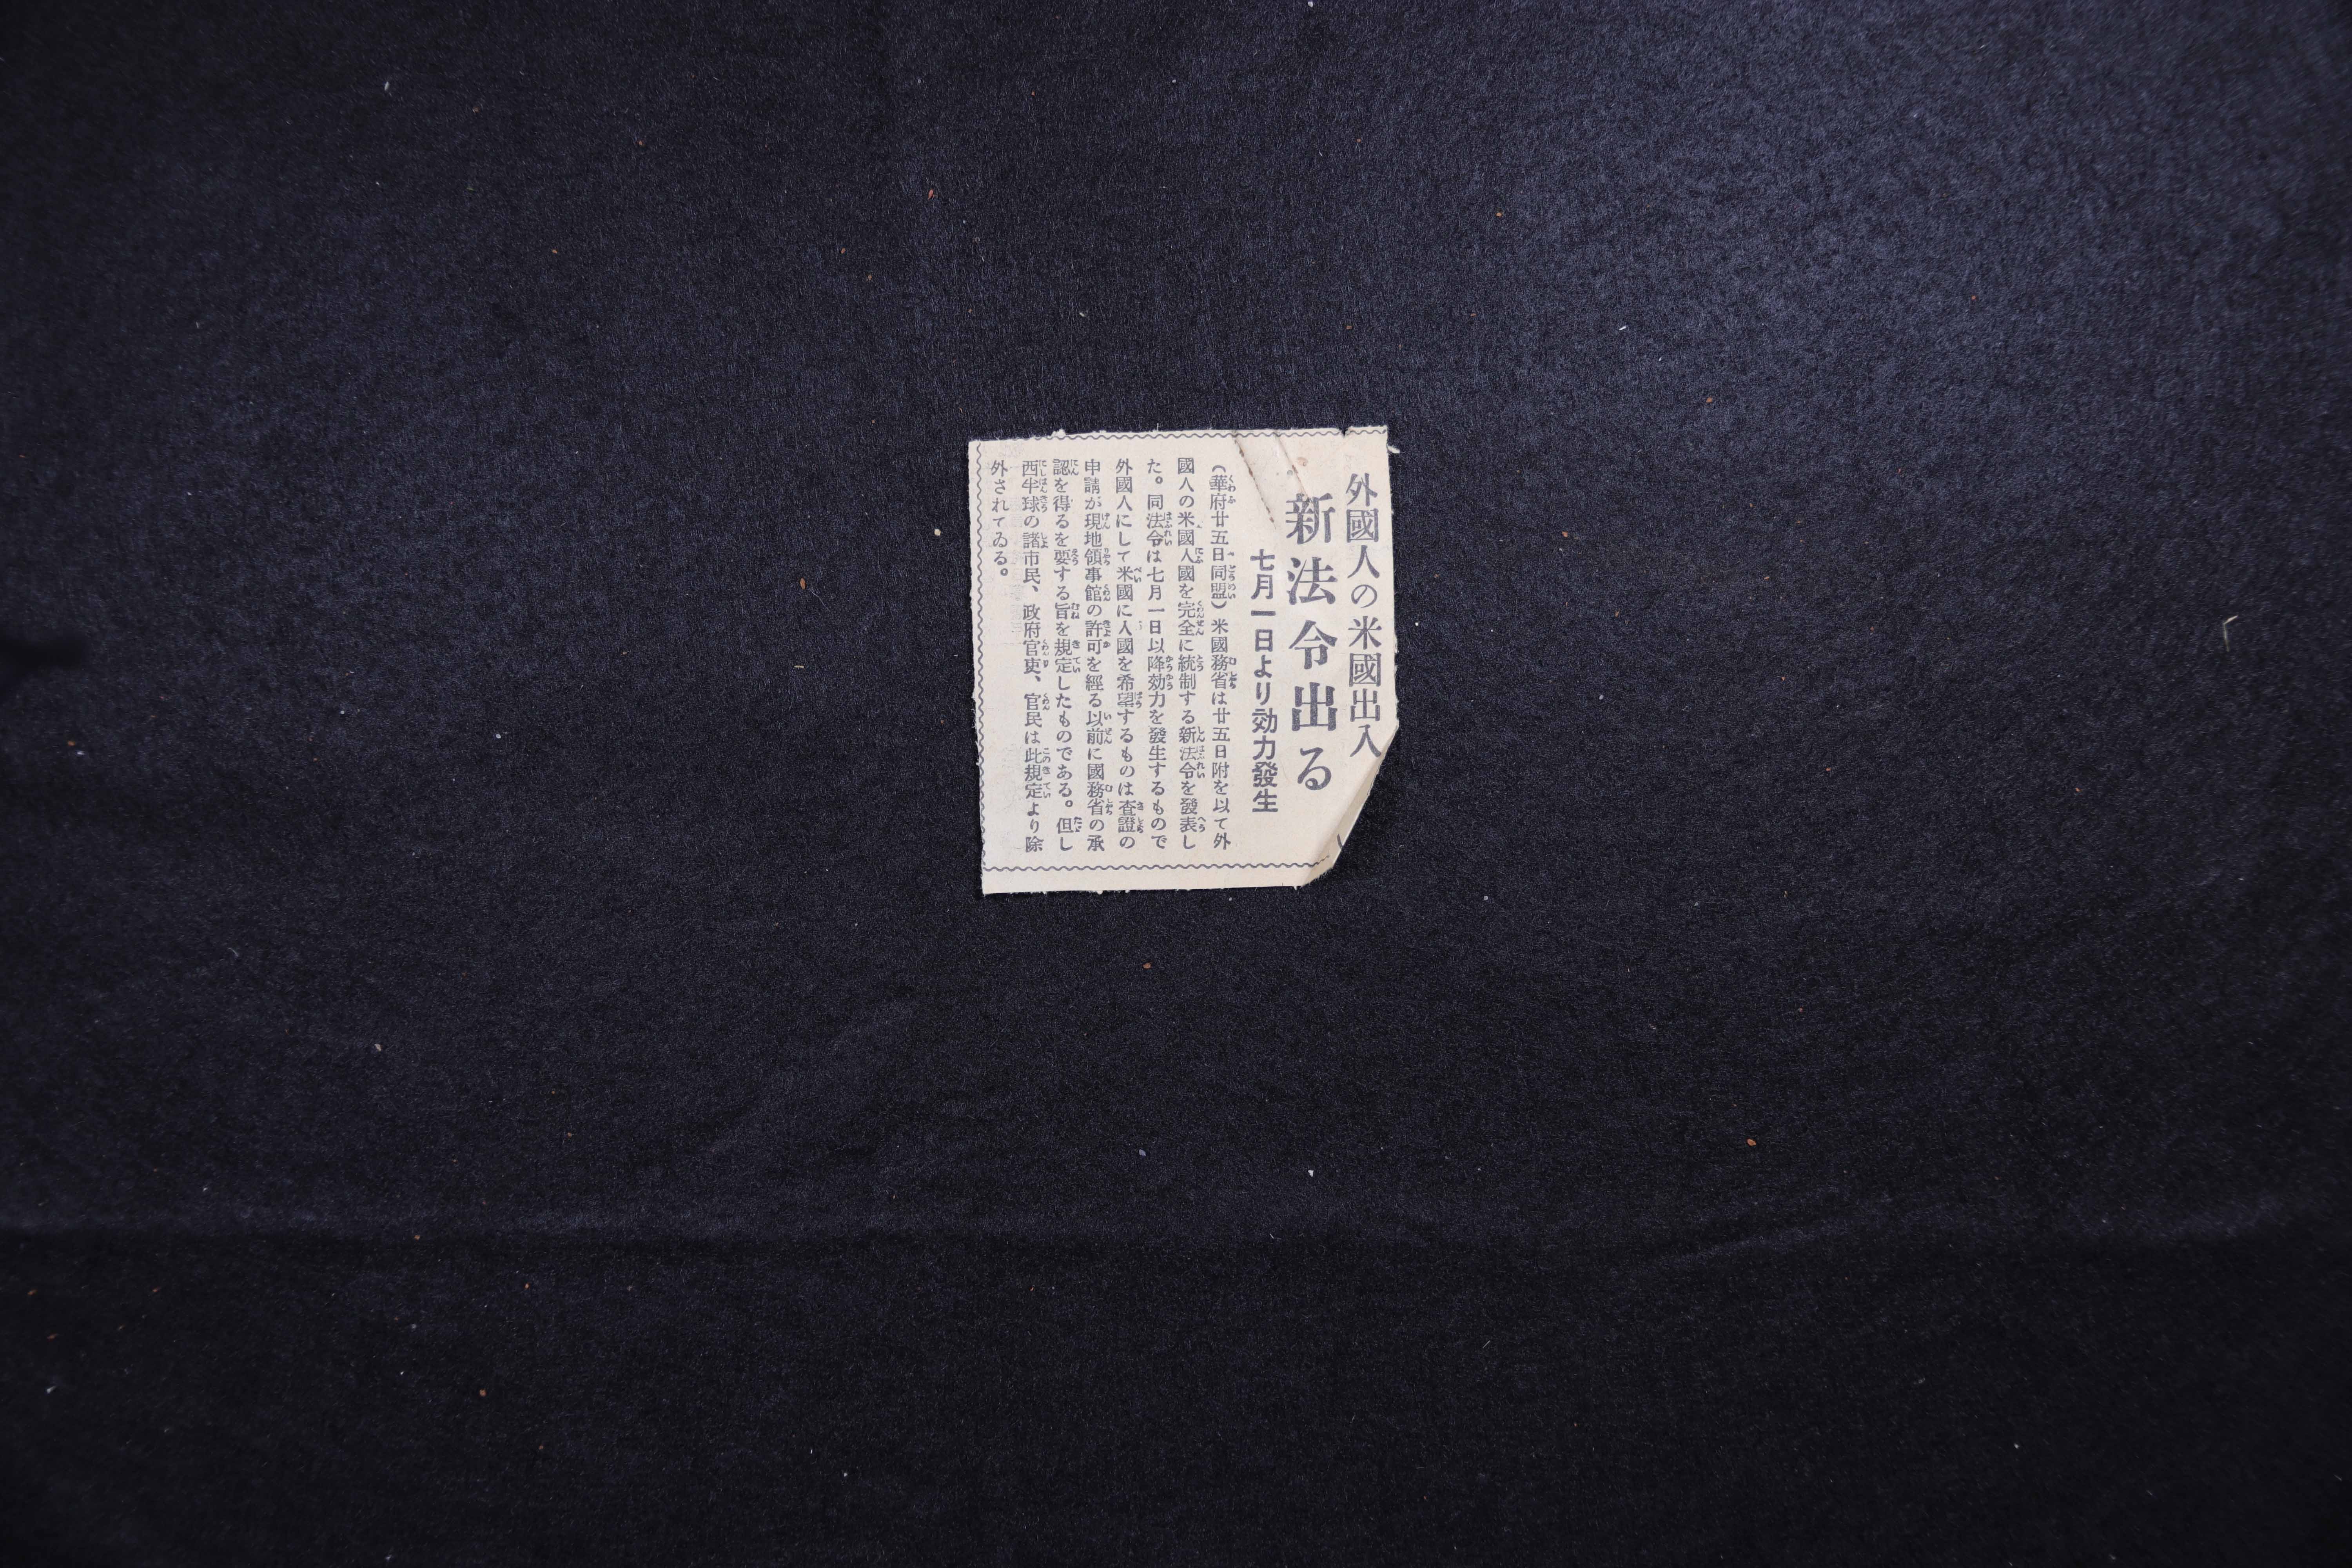 外國人の米國出入
新法令出る
七月一日より効力發生
（華府廿五日同盟）米國務省は廿五日附を以て外
國人の米國入國を完全に統制する新法令を發表し
た。同法令は七月一日以降効力を發生するもので
外國人にして米國に入國を希望するものは査證の
申請が現地領事館の許可を經る以前に國務省の承
認を得るを要する旨を規定したものである。但し
西半球の諸市民、政府官吏、官民は此規定より除
外されてゐる。